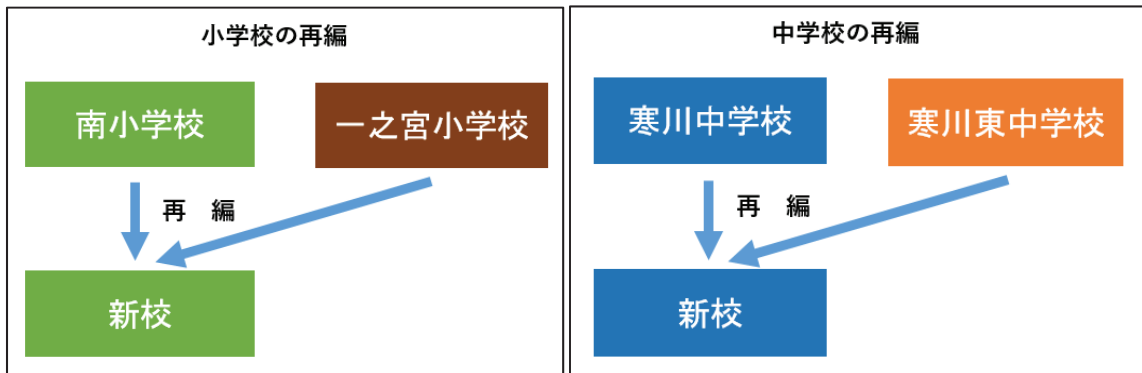 小学校の再編
南小学校
一之宮小学校
再　編
新校
中学校の再編
寒川中学校
寒川東中学校
再　編
新校